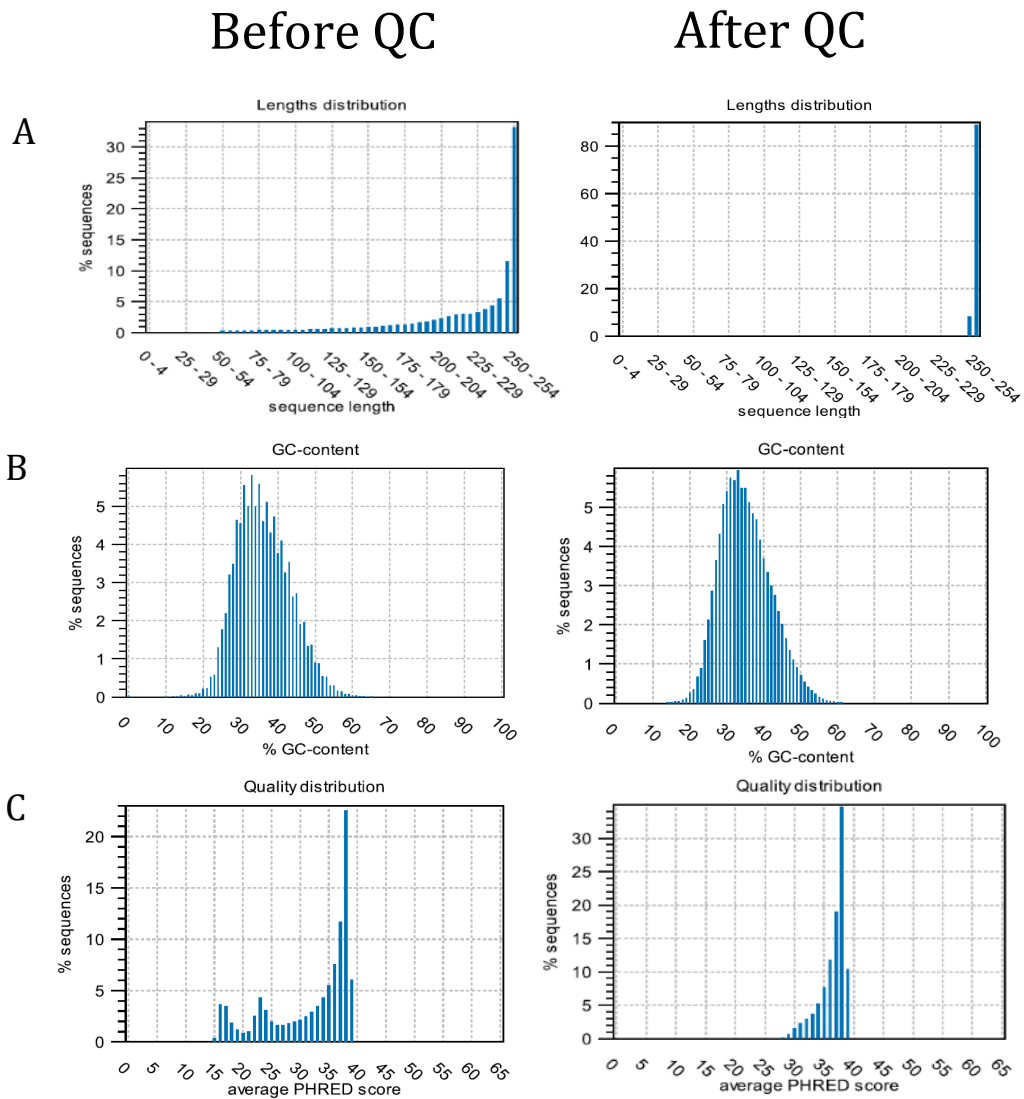 Before QC
After QC
A
Lengths distribution
% sequences
30
25
20
15
10
5
0
0 - 4
25 - 29
50 - 54
75 - 79
100 - 104
125 - 129
150 - 154
175 - 179
200 - 204
225 - 229
250 - 254
sequence length
Lengths distribution
80
60
40
20
0
0 - 4
25 - 29
50 - 54
75 - 79
100 - 104
125 - 129
150 - 154
175 - 179
200 - 204
225 - 229
250 - 254
sequence length
B
GC-content
% sequences
5
4
3
2
1
0
0
10
20
30
40
50
60
70
80
90
100
% GC-content
GC-content
% sequences
5
4
3
2
1
0
0
10
20
30
40
50
60
70
80
90
100
% GC-content
C
Quality distribution
% sequences
20
15
10
5
0
0
5
10
15
20
25
30
35
40
45
50
55
60
65
average PHRED score
Quality distribution
% sequences
30
25
20
15
10
5
0
0
5
10
15
20
25
30
35
39
45
50
55
60
65
average PHRED score